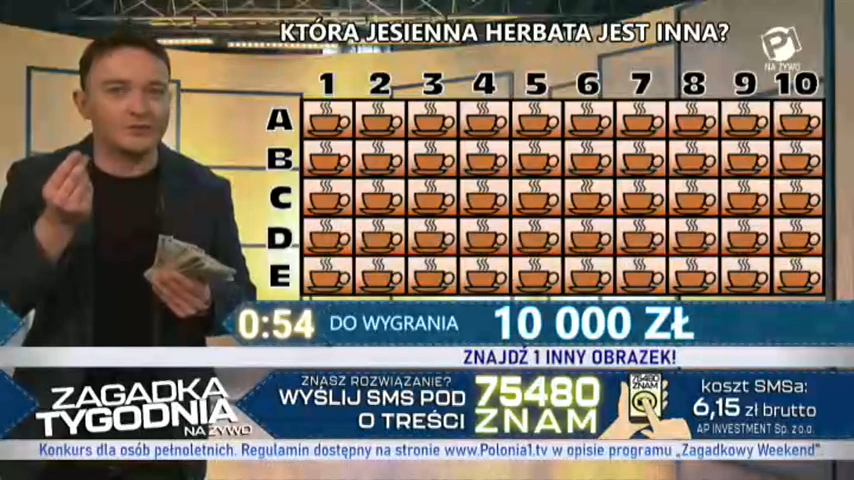 KTÓRA JESIENNA HERBATA JEST INNA?
P1
NA ŻYWO
1 2 3 4 5 6 7 8 9 10
A
B
C
D
E
0:54 DO WYGRANIA 10 000 ZŁ
ZNAJDŹ 1 INNY OBRAZEK!
ZAGADKA
TYGODNIA
NA ŻYWO
ZNASZ ROZWIĄZANIE?
WYŚLIJ SMS POD 75480
O TREŚCI ZNAM
75480
ZNAM
koszt SMSa:
6,15 zł brutto
AP INVESTMENT Sp. z o.o.
Konkurs dla osób pełnoletnich. Regulamin dostępny na stronie www.Polonia1.tv w opisie programu „Zagadkowy Weekend"